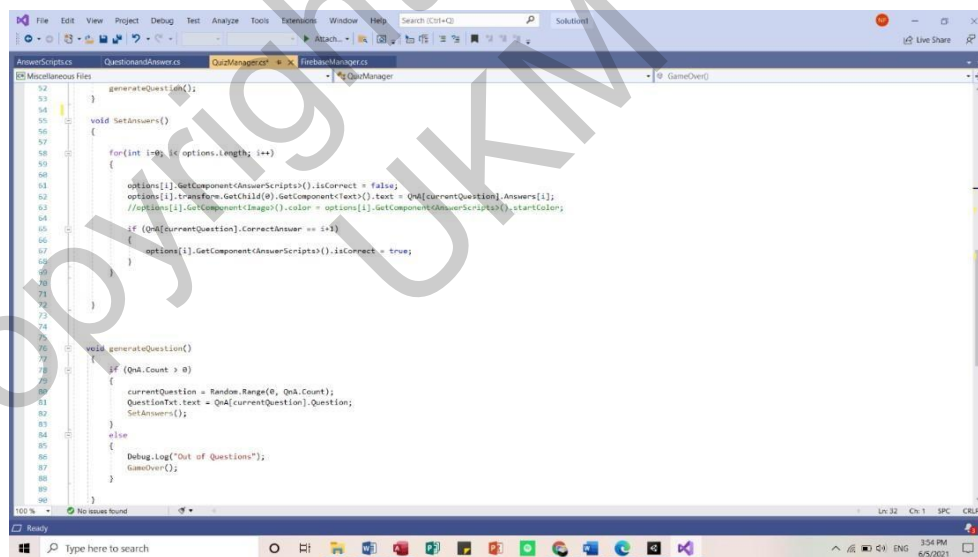 File Edit View Project Debug Test Analyze Tools Extensions Window Help Search (Ctrl+Q) Solution1
Attach... Live Share
AnswerScripts.cs QuestionandAnswer.cs QuizManager.cs* FirebaseManager.cs
Miscellaneous Files QuizManager GameOver()
52 generateQuestion();
53 }
54
55 void SetAnswers()
56 {
57
58 for(int i=0; i< options.Length; i++)
59 {
60
61 options[i].GetComponent<AnswerScripts>().isCorrect = false;
62 options[i].transform.GetChild(0).GetComponent<Text>().text = QnA[currentQuestion].Answers[i];
63 //options[i].GetComponent<Image>().color = options[i].GetComponent<AnswerScripts>().startColor;
64
65 if (QnA[currentQuestion].CorrectAnswer == i+1)
66 {
67 options[i].GetComponent<AnswerScripts>().isCorrect = true;
68 }
69 }
70
71
72 }
73
74
75
76 void generateQuestion()
77 {
78 if (QnA.Count > 0)
79 {
80 currentQuestion = Random.Range(0, QnA.Count);
81 QuestionTxt.text = QnA[currentQuestion].Question;
82 SetAnswers();
83 }
84 else
85 {
86 Debug.Log("Out of Questions");
87 GameOver();
88 }
89
90 }
100 % No issues found Ln: 32 Ch: 1 SPC CRLF
Ready
Type here to search ENG 3:54 PM
6/5/2021
Copyright
UKM